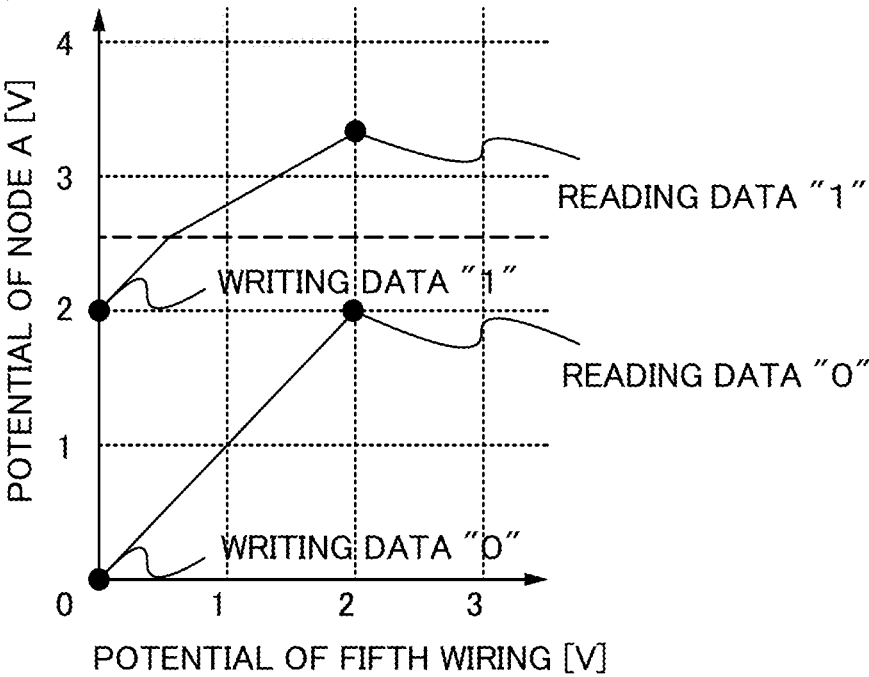 POTENTIAL OF NODE A [V]
4
3
READING DATA "1"
WRITING DATA "1"
2
READING DATA "0"
1
WRITING DATA "0"
0
1
2
3
POTENTIAL OF FIFTH WIRING [V]